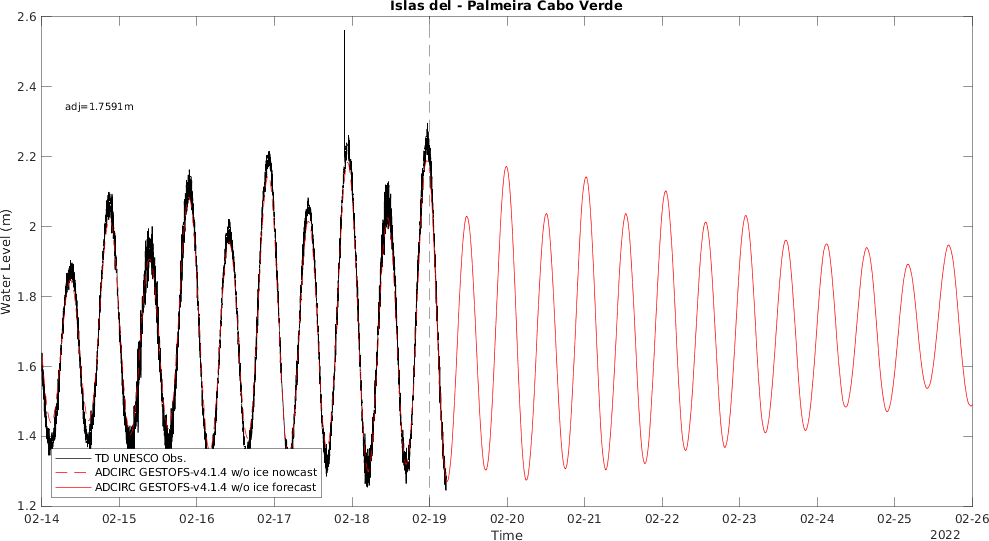 Islas del - Palmeira Cabo Verde
2.6
2.4
2.2
2
1.8
1.6
1.4
1.2
Water Level (m)
adj=1.7591m
TD UNESCO Obs.
ADCIRC GESTOFS-v4.1.4 w/o ice nowcast
ADCIRC GESTOFS-v4.1.4 w/o ice forecast
02-14 02-15 02-16 02-17 02-18 02-19 02-20 02-21 02-22 02-23 02-24 02-25 02-26
Time
2022